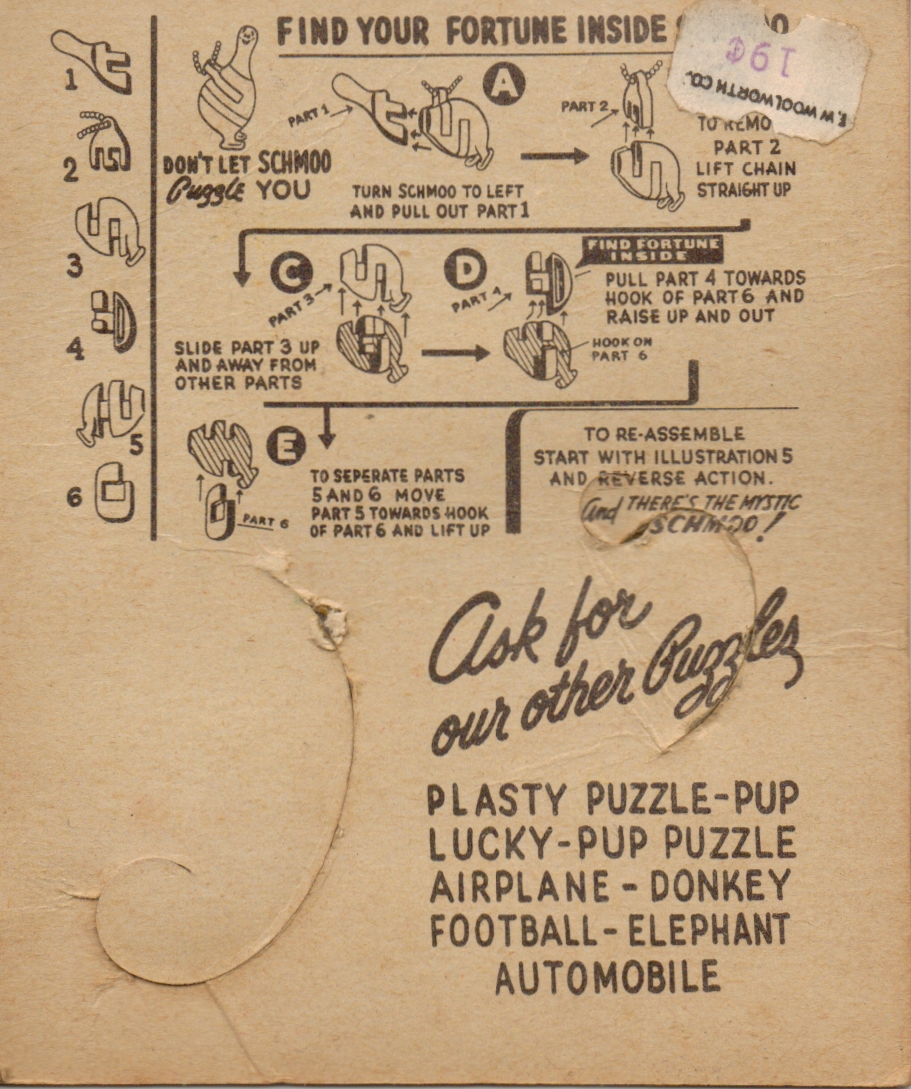 FIND YOUR FORTUNE INSIDE
19¢
F.W WOOLWORTH CO.
1
2
3
4
5
6
DON'T LET SCHMOO
Puzzle YOU
A
PART 1
TURN SCHMOO TO LEFT
AND PULL OUT PART 1
PART 2
PART 2
LIFT CHAIN
STRAIGHT UP
C
PART 3
SLIDE PART 3 UP
AND AWAY FROM
OTHER PARTS
D
PART 4
FIND FORTUNE
INSIDE
PULL PART 4 TOWARDS
HOOK OF PART 6 AND
RAISE UP AND OUT
HOOK ON
PART 6
E
PART 6
TO SEPERATE PARTS
5 AND 6 MOVE
PART 5 TOWARDS HOOK
OF PART 6 AND LIFT UP
TO RE-ASSEMBLE
START WITH ILLUSTRATION 5
AND REVERSE ACTION.
And THERE'S THE MYSTIC
SCHMOO!
Ask for
our other Puzzles
PLASTY PUZZLE-PUP
LUCKY-PUP PUZZLE
AIRPLANE - DONKEY
FOOTBALL - ELEPHANT
AUTOMOBILE